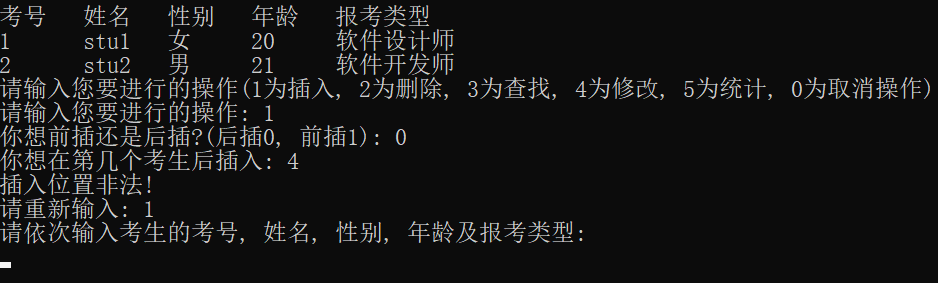 考号 姓名 性别 年龄 报考类型
1 stu1 女 20 软件设计师
2 stu2 男 21 软件开发师
请输入您要进行的操作(1为插入, 2为删除, 3为查找, 4为修改, 5为统计, 0为取消操作)
请输入您要进行的操作: 1
你想前插还是后插?(后插0, 前插1): 0
你想在第几个考生后插入: 4
插入位置非法!
请重新输入: 1
请依次输入考生的考号, 姓名, 性别, 年龄及报考类型: